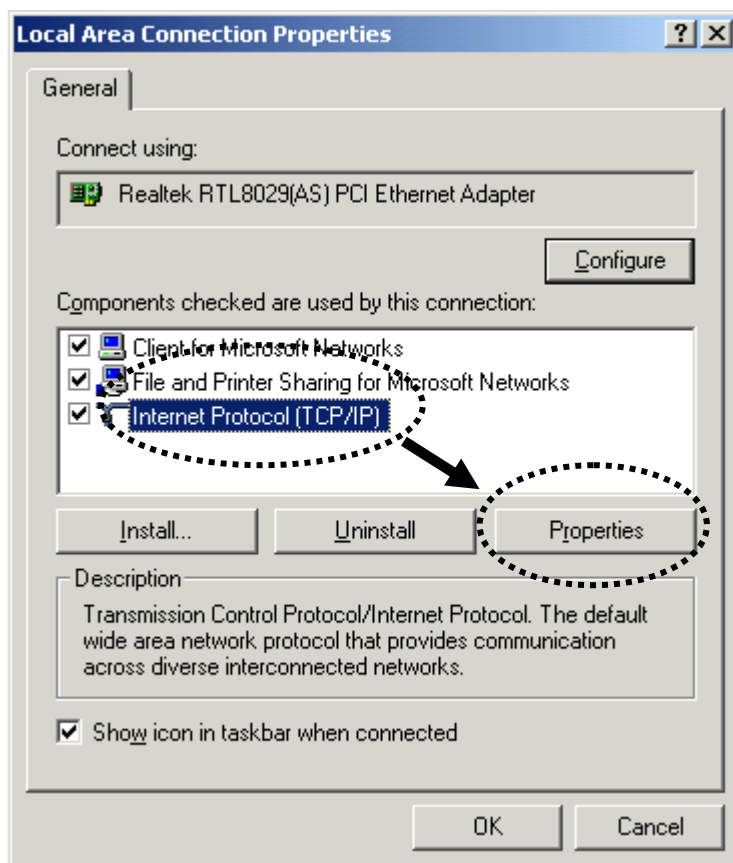 Local Area Connection Properties
General
Connect using:
Realtek RTL8029(AS) PCI Ethernet Adapter
Configure
Components checked are used by this connection:
Client for Microsoft Networks
File and Printer Sharing for Microsoft Networks
Internet Protocol (TCP/IP)
Install... Uninstall Properties
Description
Transmission Control Protocol/Internet Protocol. The default
wide area network protocol that provides communication
across diverse interconnected networks.
Show icon in taskbar when connected
OK Cancel